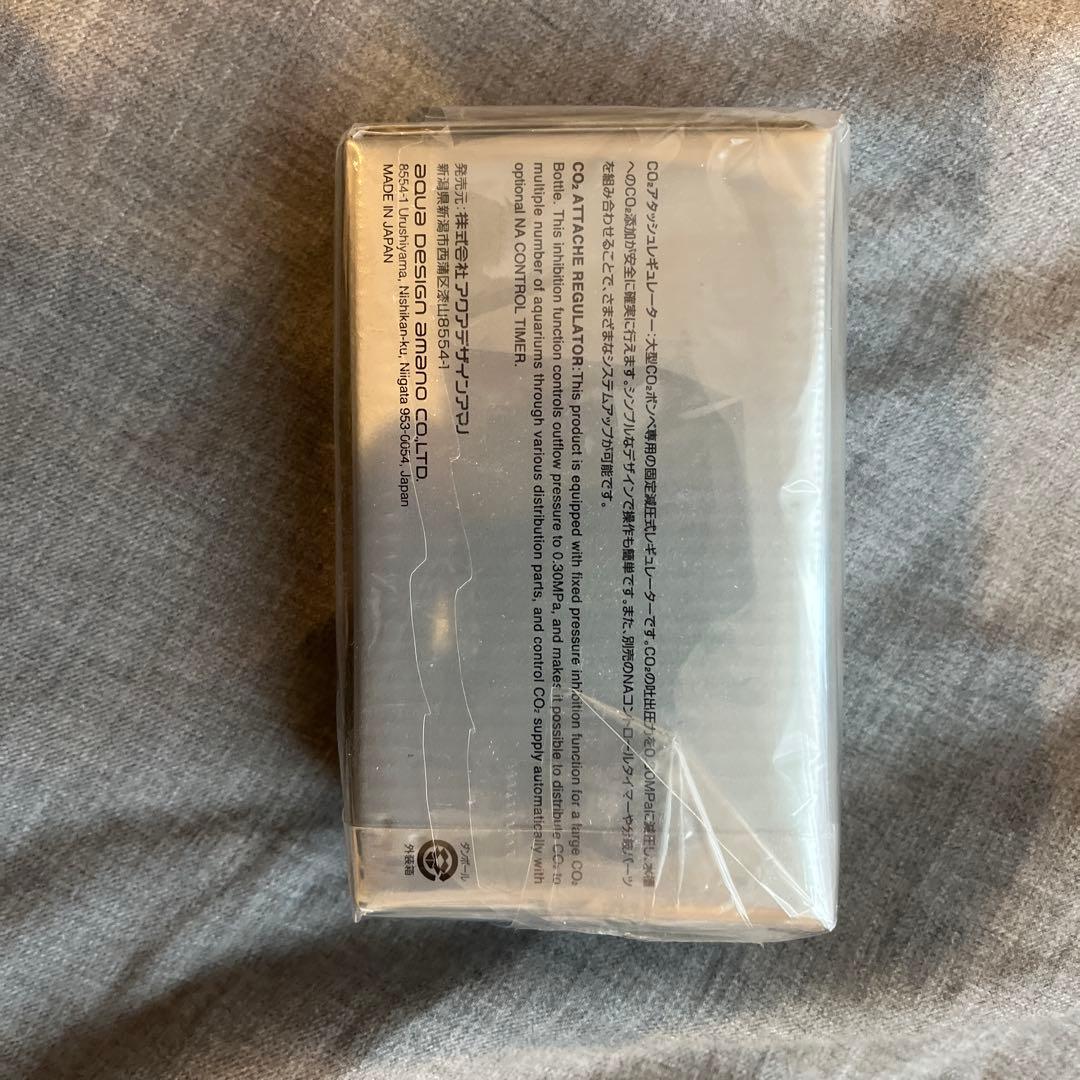 CO₂アタッシュレギュレーター：大型CO₂ボンベ専用の固定減圧式レギュレーターです。CO₂の吐出圧力を0. 0MPaに減圧し、水槽
へのCO₂添加が安全に確実に行えます。シンプルなデザインで操作も簡単です。また、別売のNAコントロールタイマーや分岐パーツ
を組み合わせることで、さまざまなシステムアップが可能です。
CO₂ ATTACHE REGULATOR:This product is equipped with fixed pressure inhibition function for a large CO₂
Bottle. This inhibition function controls outflow pressure to 0.30MPa, and makes it possible to distribute CO₂ to
multiple number of aquariums through various distribution parts, and control CO₂ supply automatically with
optional NA CONTROL TIMER.
発売元：株式会社アクアデザインアマノ
新潟県新潟市西蒲区漆山8554-1
aqua Design amano CO.,LTD.
8554-1 Urushiyama, Nishikan-ku, Niigata 953-0054, Japan
MADE IN JAPAN
ダンボール
外装箱